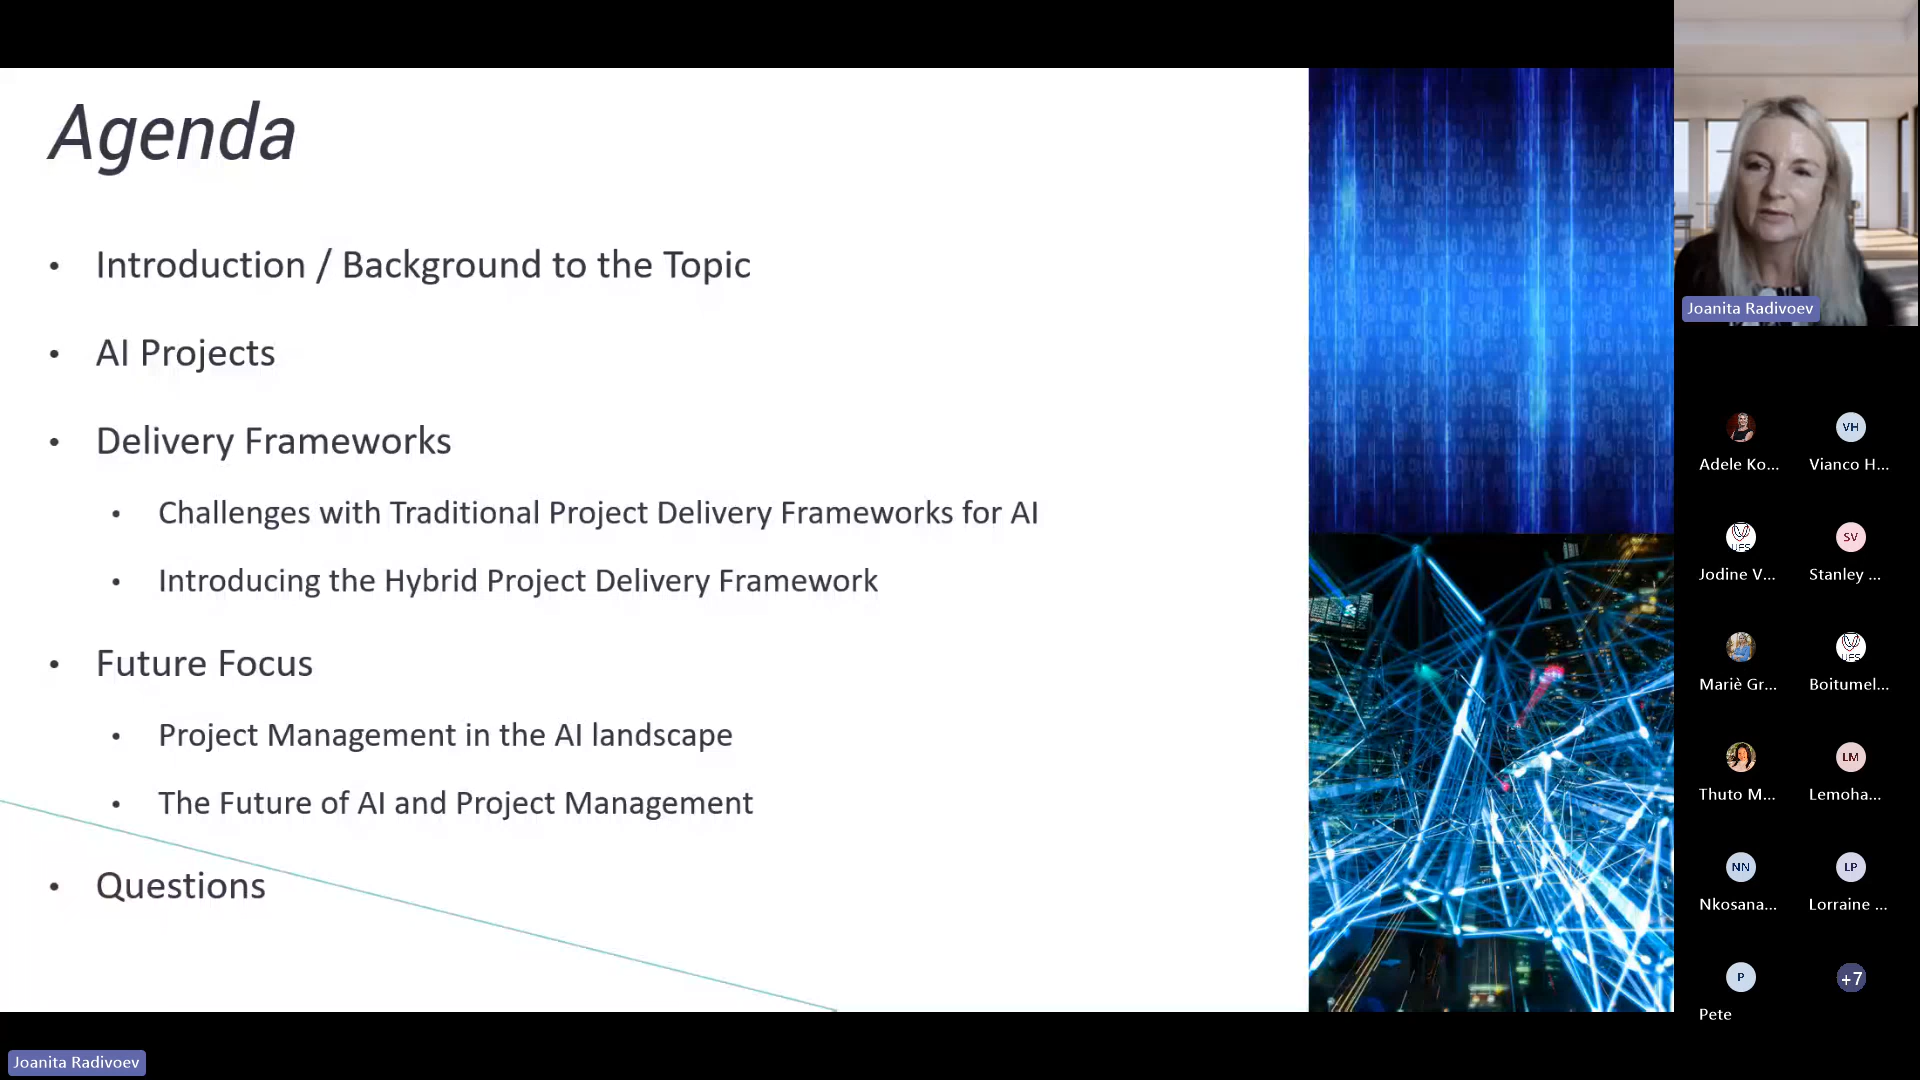 Agenda
• Introduction / Background to the Topic
• AI Projects
• Delivery Frameworks
• Challenges with Traditional Project Delivery Frameworks for AI
• Introducing the Hybrid Project Delivery Framework
• Future Focus
• Project Management in the AI landscape
• The Future of AI and Project Management
• Questions
Joanita Radivoev
Joanita Radivoev
VH
Adele Ko...
Vianco H...
UFS
SV
Jodine V...
Stanley ...
UFS
Mariè Gr...
Boitumel...
LM
Thuto M...
Lemoha...
NN
LP
Nkosana...
Lorraine ...
P
+7
Pete